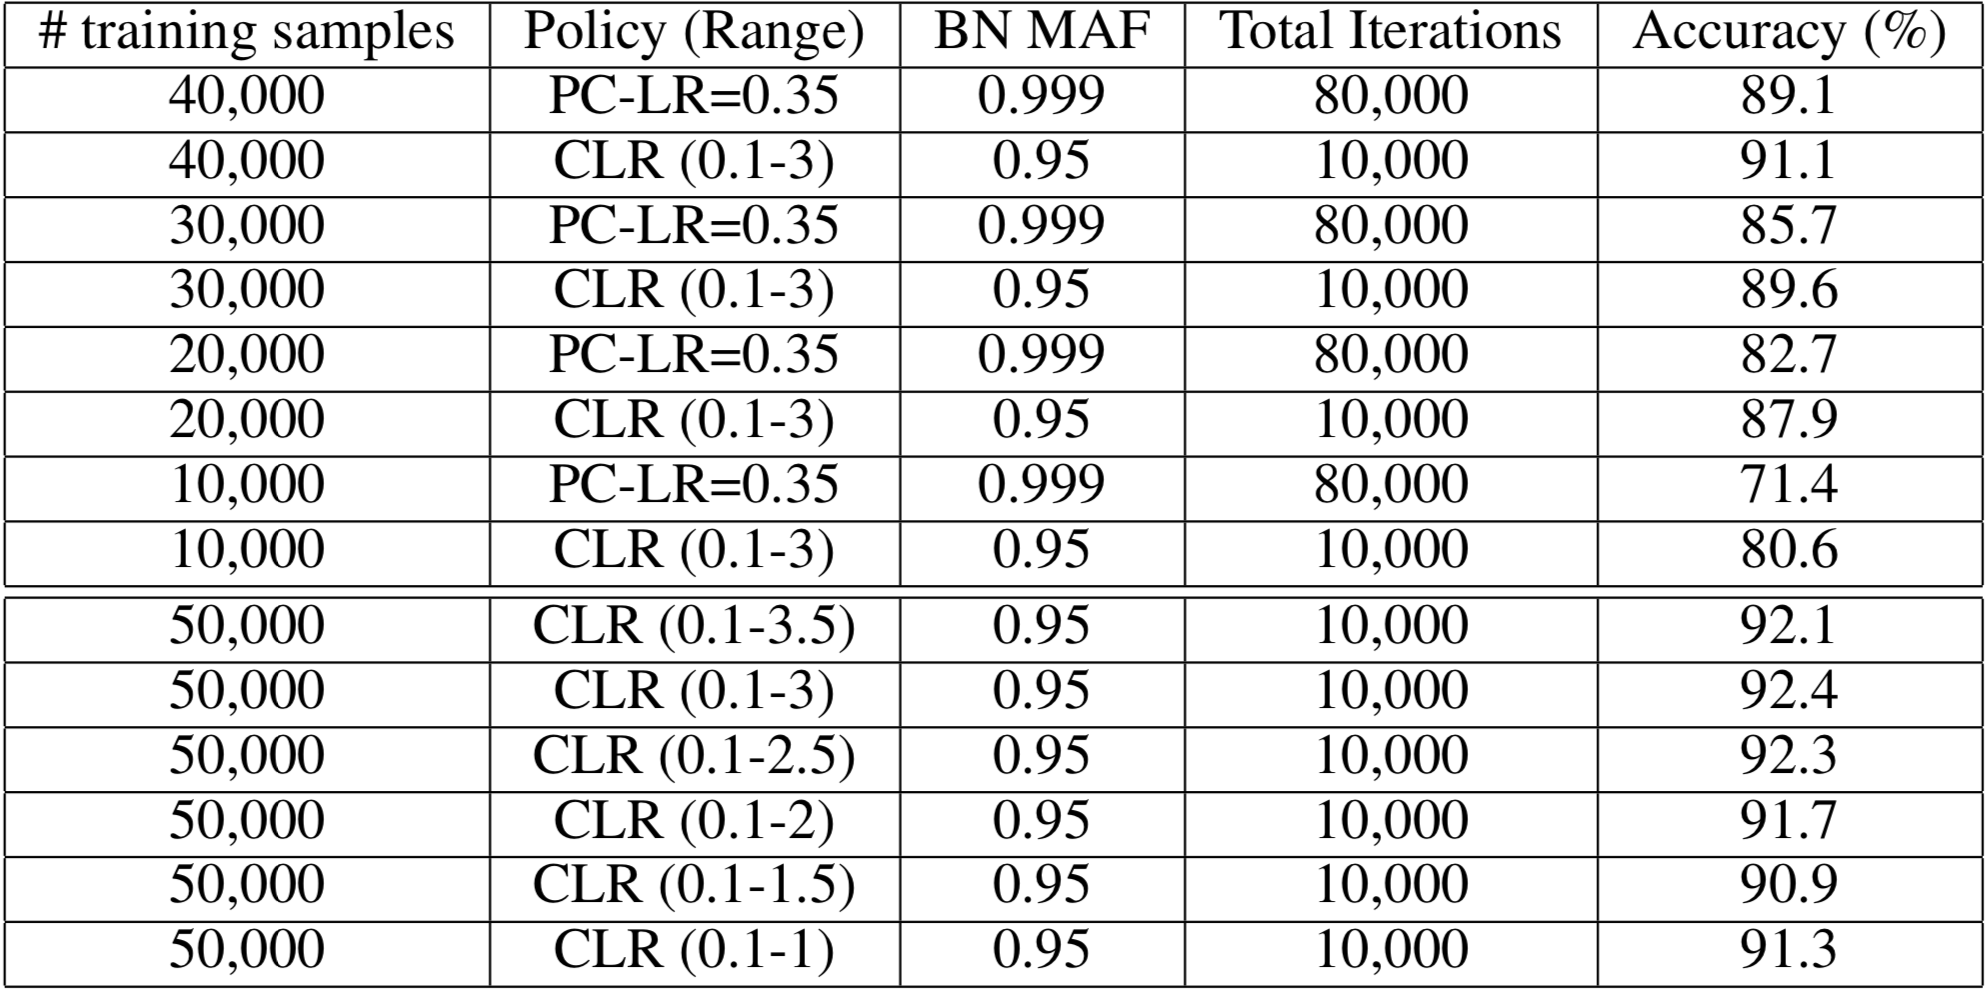 # training samples Policy (Range) BN MAF Total Iterations Accuracy (%)
40,000 PC-LR=0.35 0.999 80,000 89.1
40,000 CLR (0.1-3) 0.95 10,000 91.1
30,000 PC-LR=0.35 0.999 80,000 85.7
30,000 CLR (0.1-3) 0.95 10,000 89.6
20,000 PC-LR=0.35 0.999 80,000 82.7
20,000 CLR (0.1-3) 0.95 10,000 87.9
10,000 PC-LR=0.35 0.999 80,000 71.4
10,000 CLR (0.1-3) 0.95 10,000 80.6
50,000 CLR (0.1-3.5) 0.95 10,000 92.1
50,000 CLR (0.1-3) 0.95 10,000 92.4
50,000 CLR (0.1-2.5) 0.95 10,000 92.3
50,000 CLR (0.1-2) 0.95 10,000 91.7
50,000 CLR (0.1-1.5) 0.95 10,000 90.9
50,000 CLR (0.1-1) 0.95 10,000 91.3